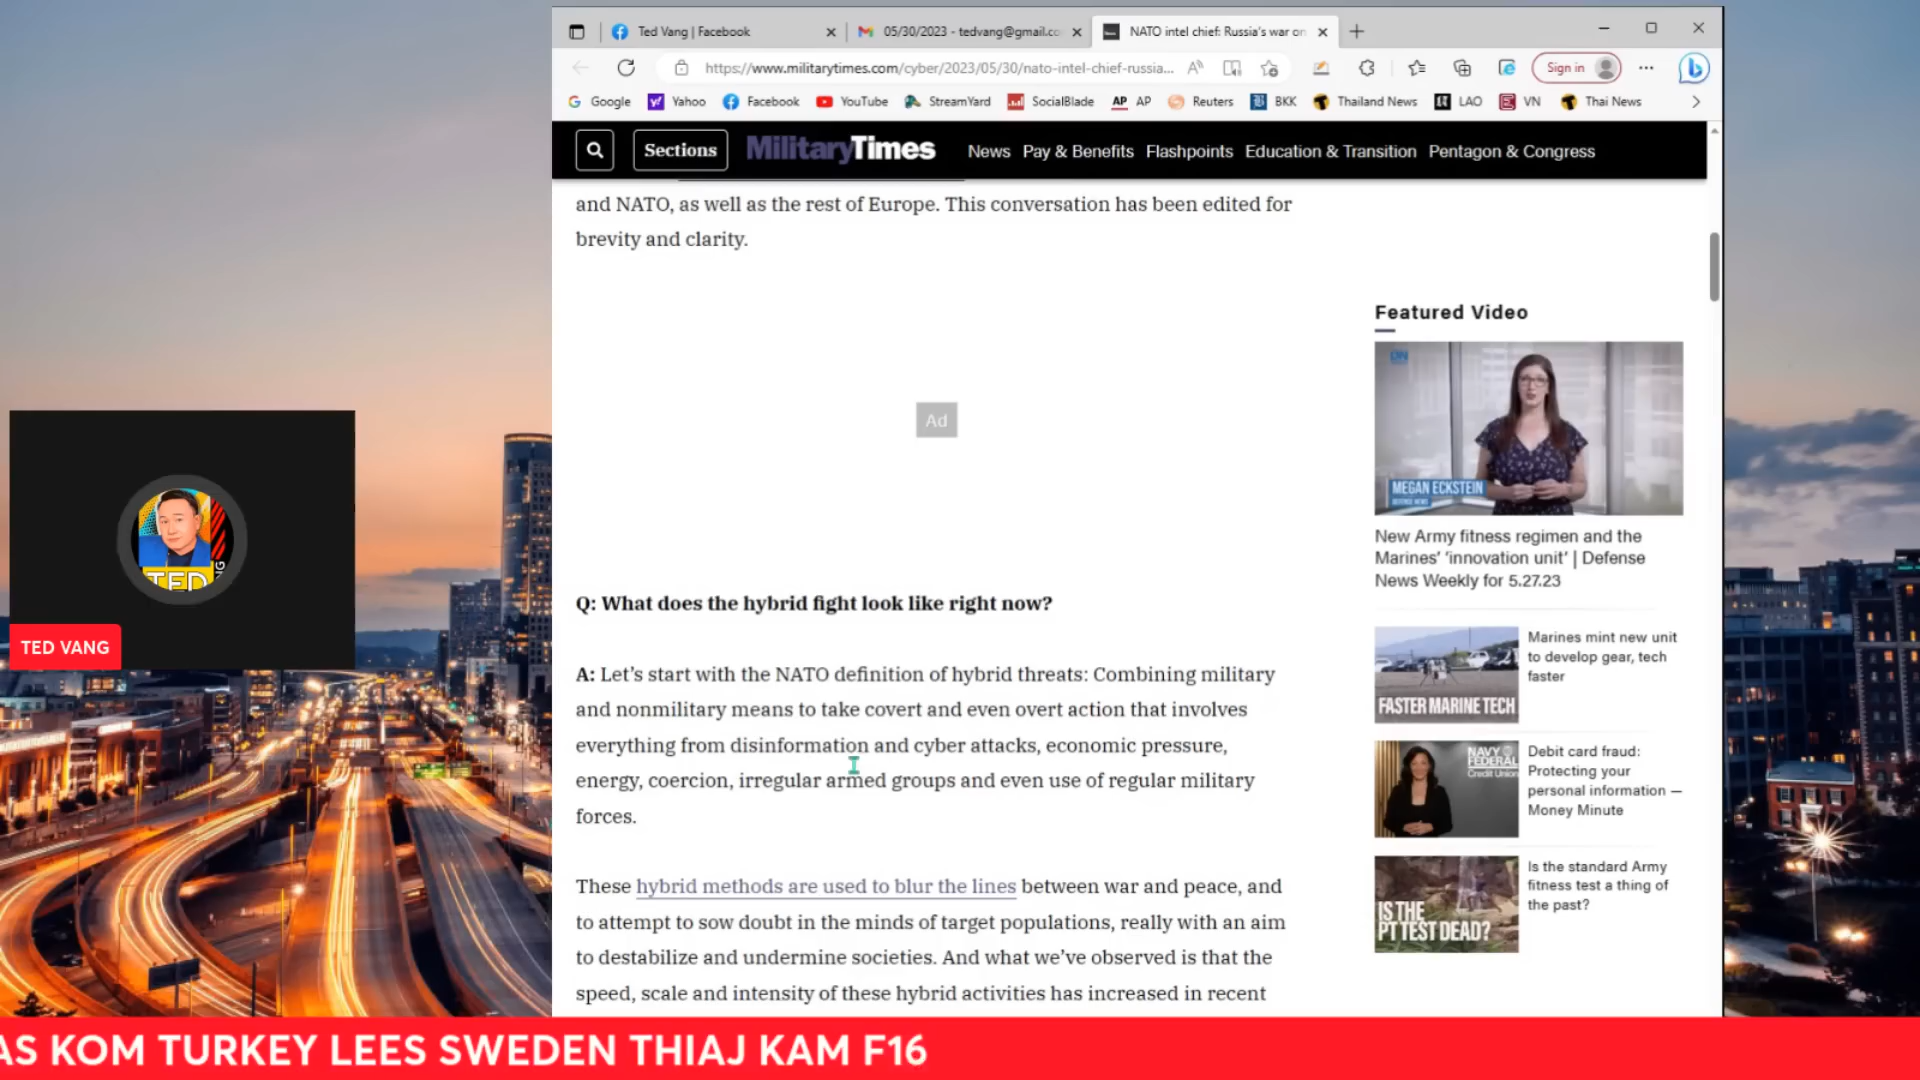 Ted Vang | Facebook
05/30/2023 - tedvang@gmail.co
NATO intel chief: Russia's war on
https://www.militarytimes.com/cyber/2023/05/30/nato-intel-chief-russia...
Sign in
Google Yahoo Facebook YouTube StreamYard SocialBlade AP AP Reuters BKK Thailand News LAO VN Thai News
Sections
MilitaryTimes
News Pay & Benefits Flashpoints Education & Transition Pentagon & Congress
and NATO, as well as the rest of Europe. This conversation has been edited for
brevity and clarity.
Ad
Q: What does the hybrid fight look like right now?
A: Let's start with the NATO definition of hybrid threats: Combining military
and nonmilitary means to take covert and even overt action that involves
everything from disinformation and cyber attacks, economic pressure,
energy, coercion, irregular armed groups and even use of regular military
forces.
These hybrid methods are used to blur the lines between war and peace, and
to attempt to sow doubt in the minds of target populations, really with an aim
to destabilize and undermine societies. And what we've observed is that the
speed, scale and intensity of these hybrid activities has increased in recent
Featured Video
DN
MEGAN ECKSTEIN
DEFENSE NEWS
New Army fitness regimen and the
Marines' 'innovation unit' | Defense
News Weekly for 5.27.23
FASTER MARINE TECH
Marines mint new unit
to develop gear, tech
faster
NAVY
FEDERAL
Credit Union
Debit card fraud:
Protecting your
personal information —
Money Minute
IS THE
PT TEST DEAD?
Is the standard Army
fitness test a thing of
the past?
TED
NG
TED VANG
AS KOM TURKEY LEES SWEDEN THIAJ KAM F16